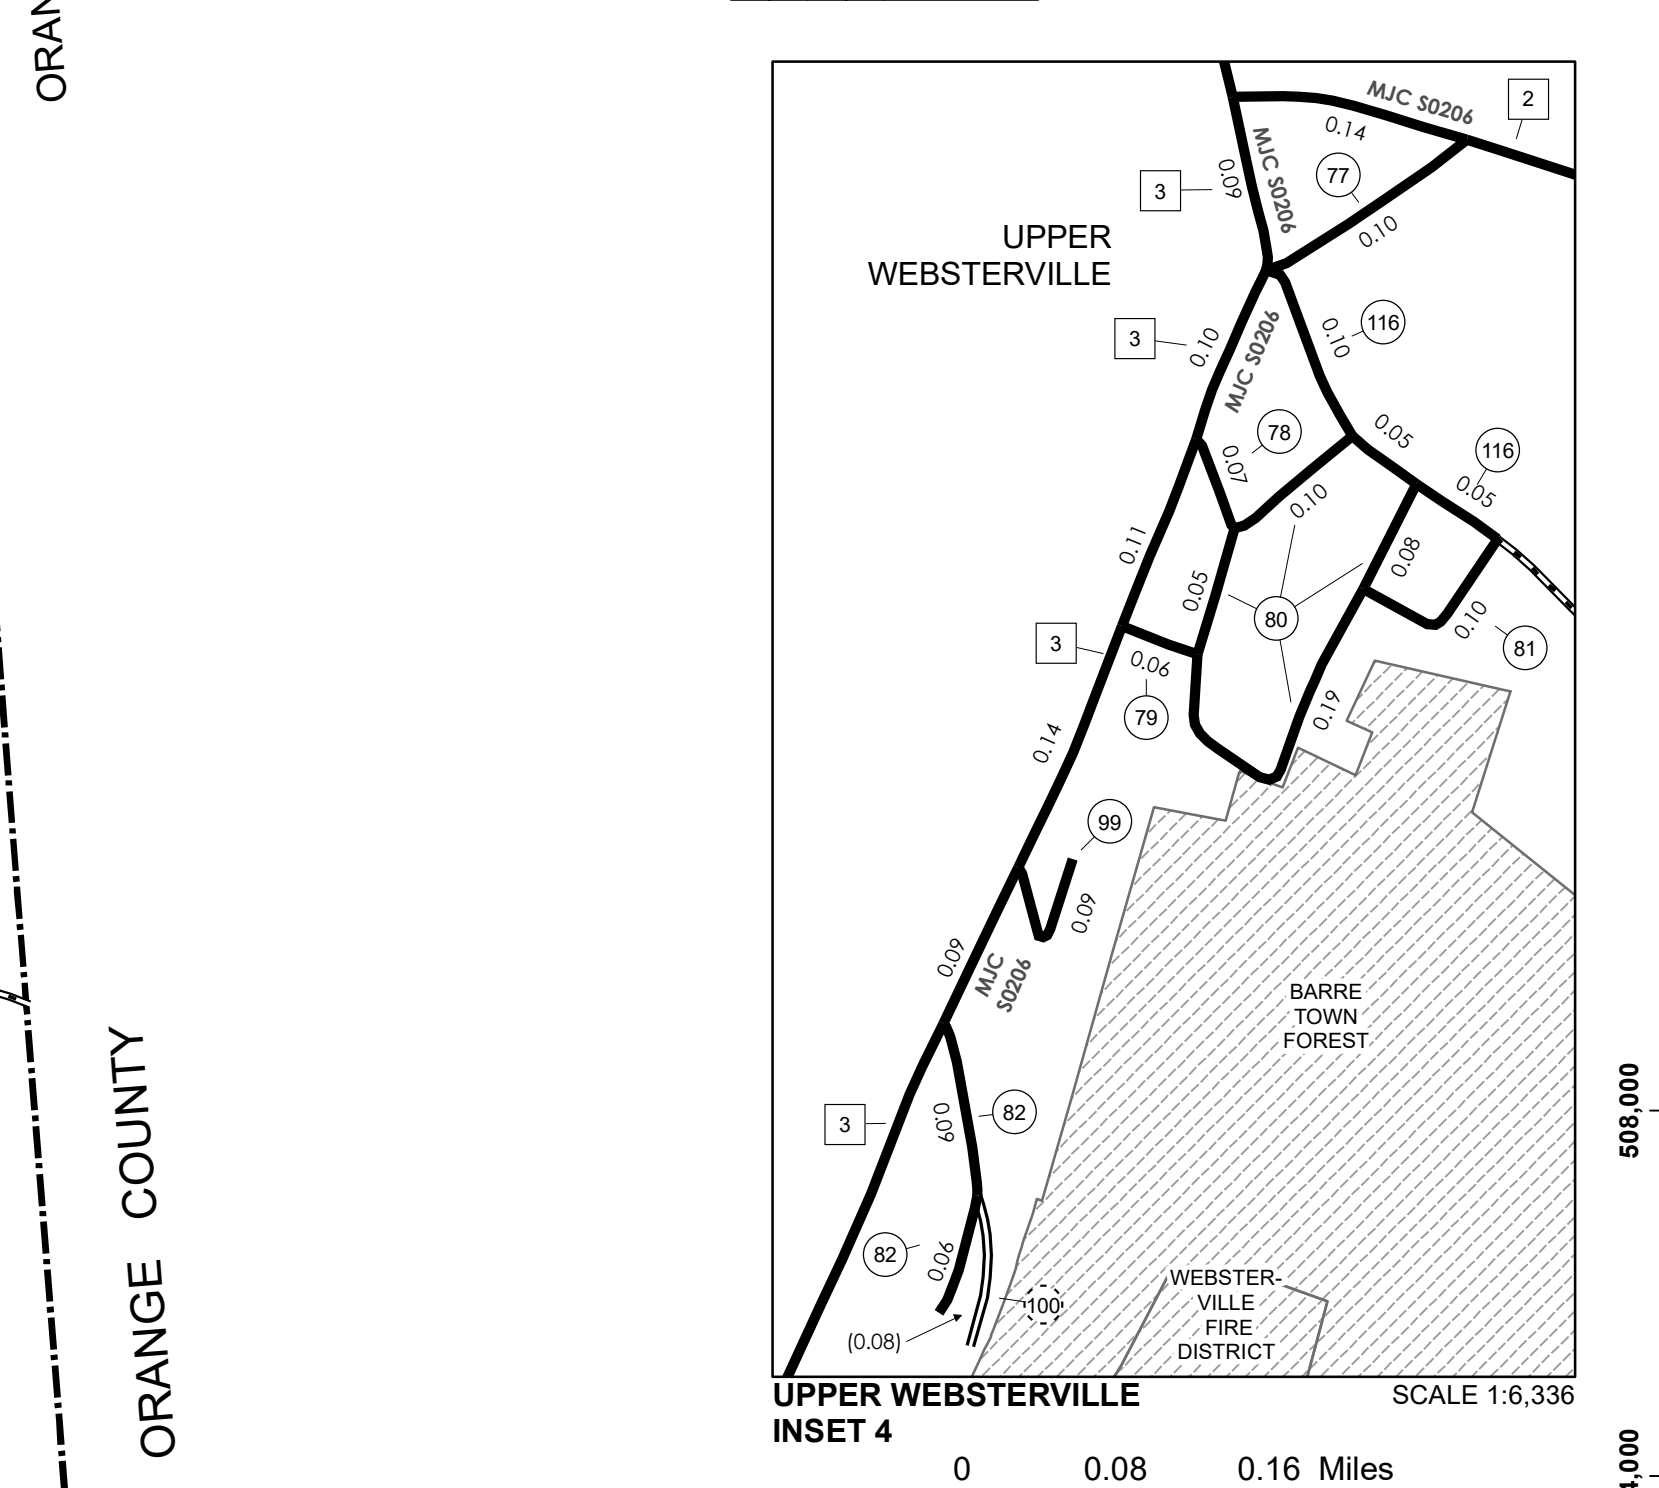 ORAN
MJC S0206
2
0.14
MJC S0206
77
0.09
3
0.10
UPPER
WEBSTERVILLE
116
0.10
3
0.10
MJC S0206
78
0.05
116
0.07
0.05
0.10
0.11
0.08
0.05
80
0.10
81
3
0.06
79
0.19
0.14
99
0.09
0.09
MJC
S0206
BARRE
TOWN
FOREST
ORANGE COUNTY
82
0.09
3
508,000
82
0.06
100
(0.08)
WEBSTER-
VILLE
FIRE
DISTRICT
UPPER WEBSTERVILLE
INSET 4
SCALE 1:6,336
0 0.08 0.16 Miles
,000